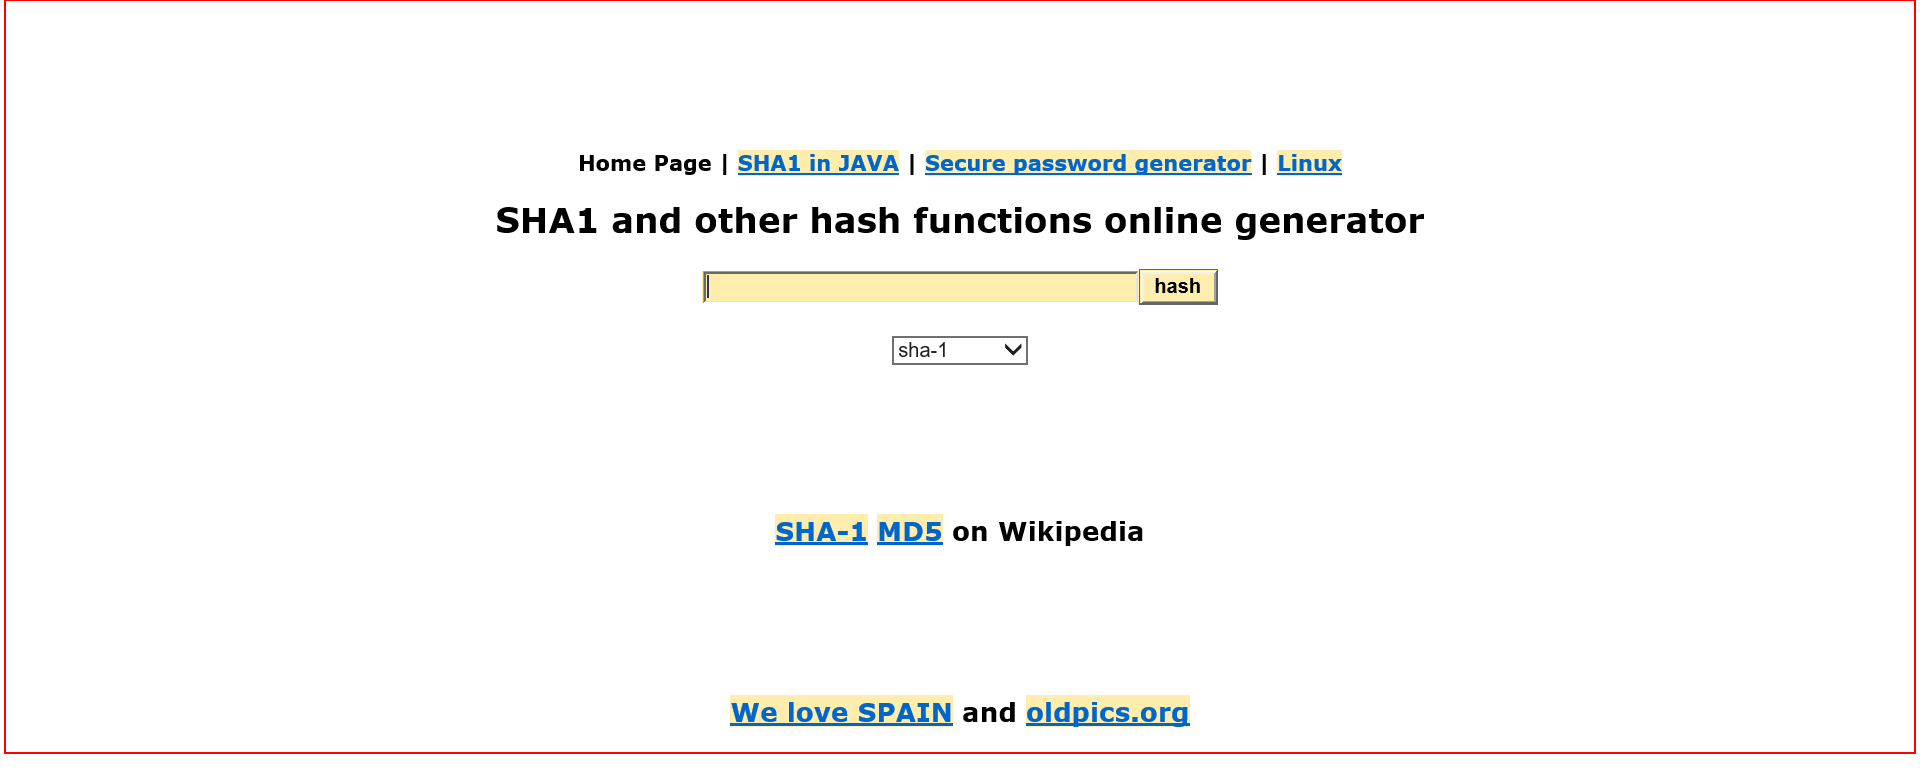 Home Page | SHA1 in JAVA | Secure password generator | Linux
SHA1 and other hash functions online generator
hash
sha-1
SHA-1 MD5 on Wikipedia
We love SPAIN and oldpics.org